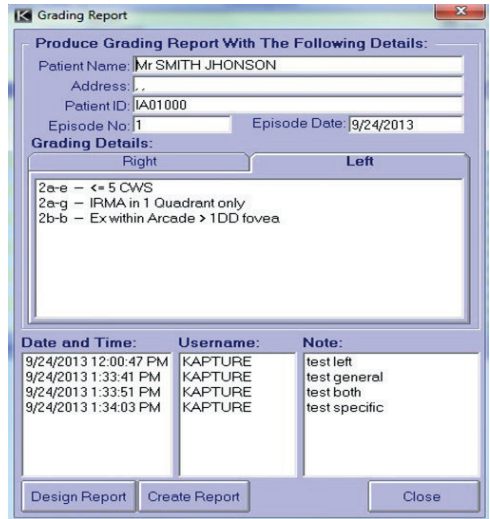 Grading Report
Produce Grading Report With The Following Details:
Patient Name: Mr SMITH JHONSON
Address: , ,
Patient ID: IA01000
Episode No: 1 Episode Date: 9/24/2013
Grading Details:
Right Left
2a-e – <= 5 CWS
2a-g – IRMA in 1 Quadrant only
2b-b – Ex within Arcade > 1DD fovea
Date and Time: Username: Note:
9/24/2013 12:00:47 PM KAPTURE test left
9/24/2013 1:33:41 PM KAPTURE test general
9/24/2013 1:33:51 PM KAPTURE test both
9/24/2013 1:34:03 PM KAPTURE test specific
Design Report Create Report Close